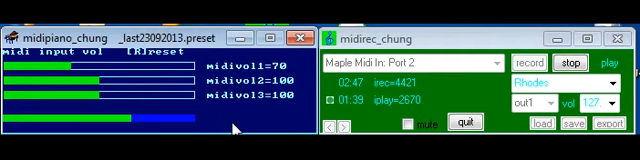 midipiano_chung _last23092013.preset
midi input vol [R]reset
midivol1=70
midivol2=100
midivol3=100
midirec_chung
Maple Midi In: Port 2 record stop play
02:47 irec=4421 Rhodes
01:39 iplay=2670 out1 vol 127
mute quit load save export